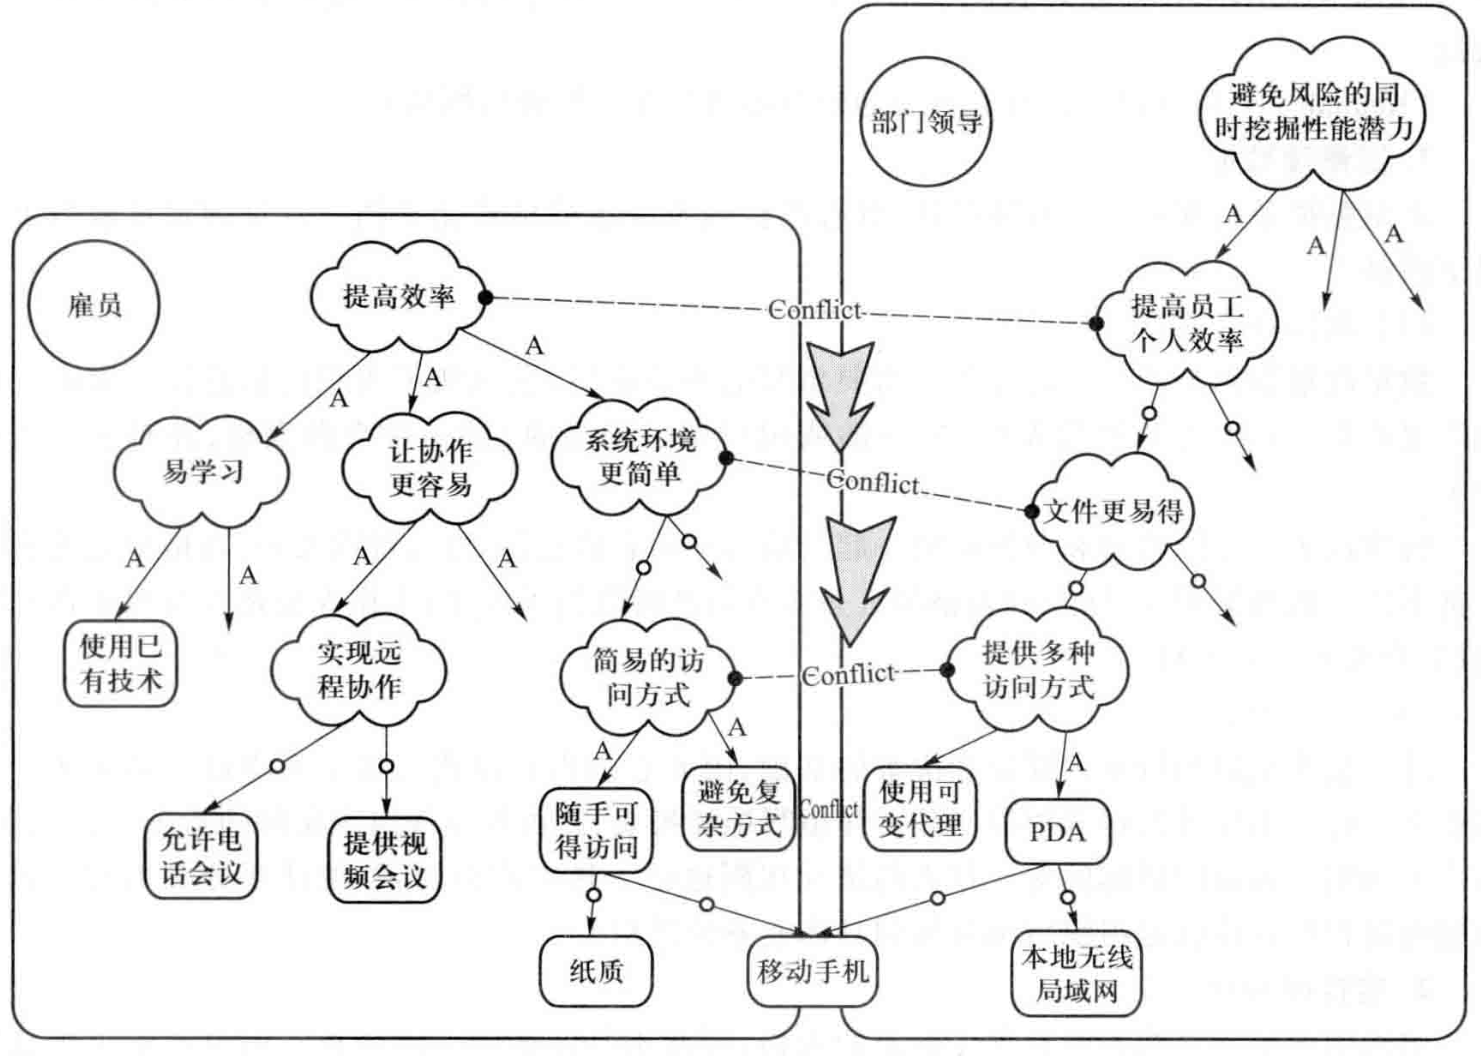 避免风险的同
时挖掘性能潜力
部门领导
A
A
A
雇员
提高效率
Conflict
提高员工
个人效率
A
A
A
易学习
让协作
更容易
系统环境
更简单
Conflict
文件更易得
A
A
A
A
使用已
有技术
实现远
程协作
简易的访
问方式
Conflict
提供多种
访问方式
A
A
A
允许电
话会议
提供视
频会议
随手可
得访问
避免复
杂方式
Conflict
使用可
变代理
PDA
纸质
移动手机
本地无线
局域网